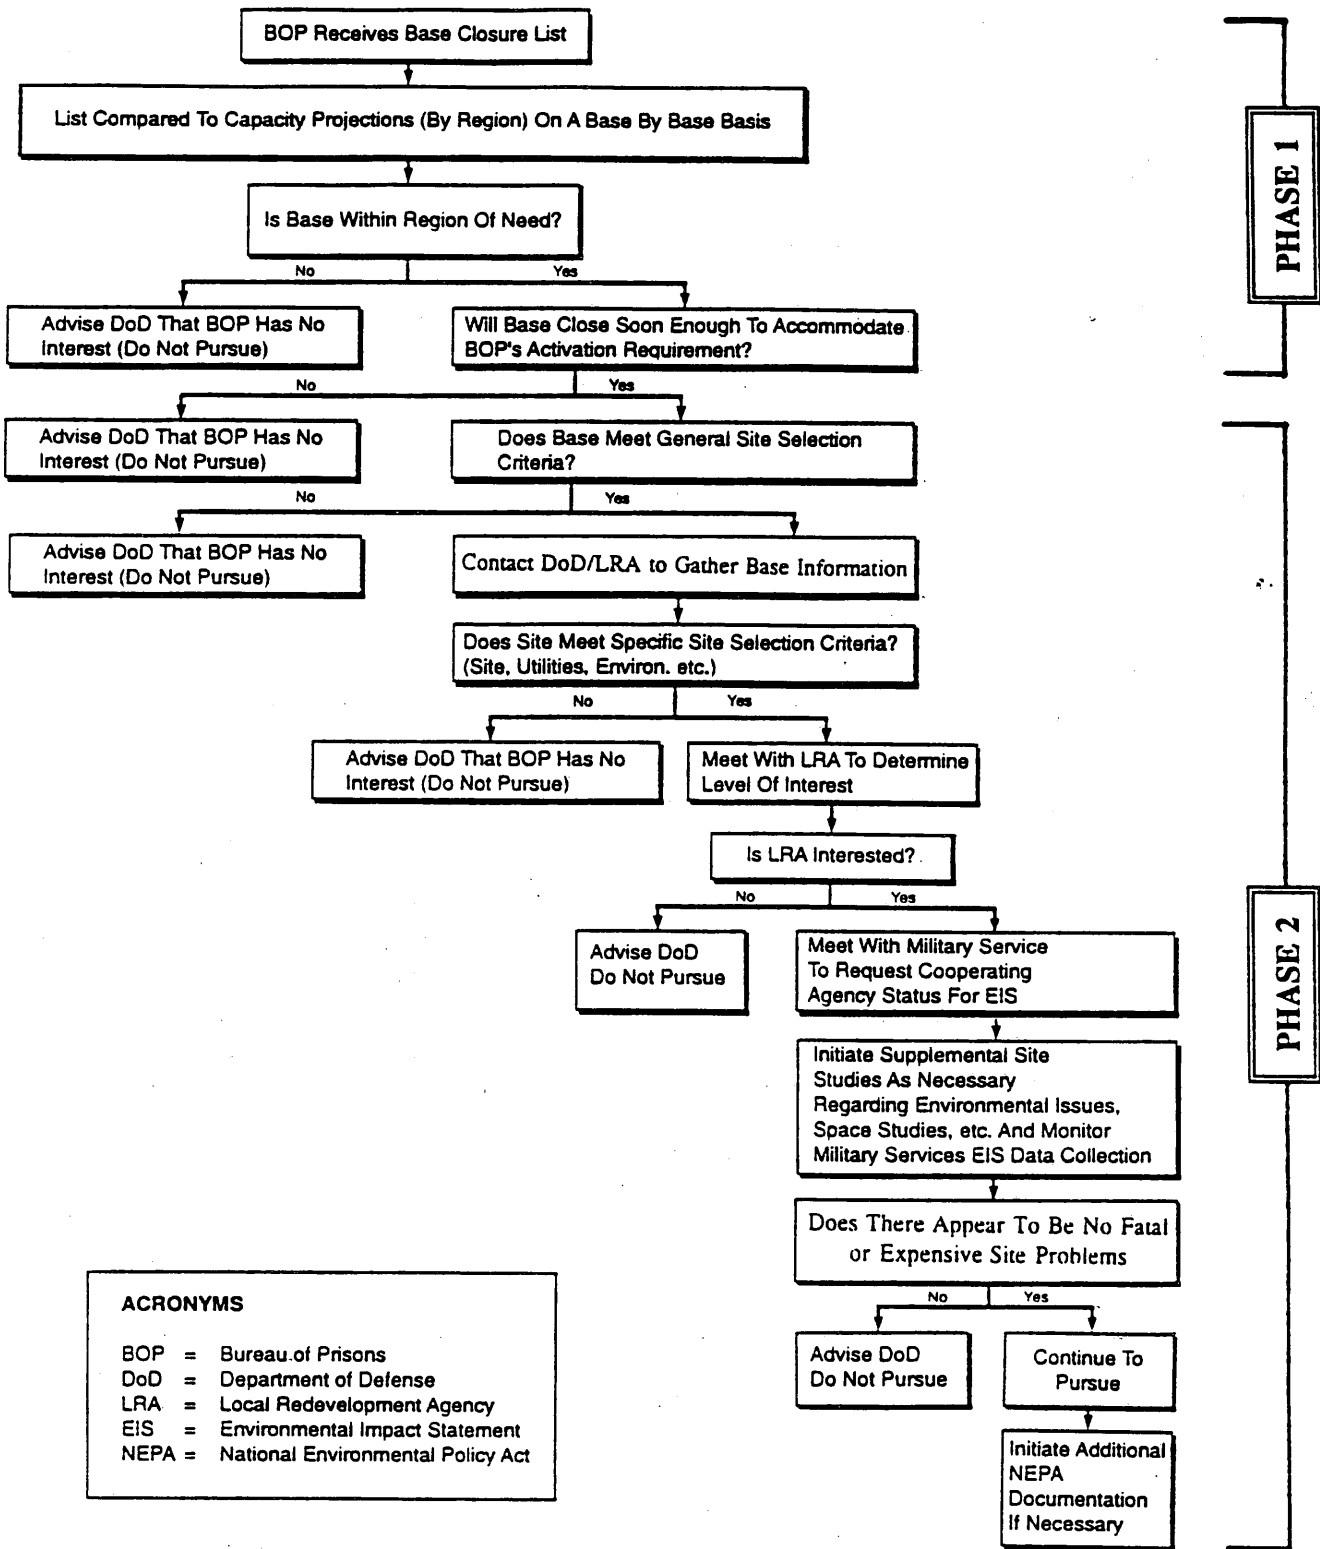 BOP Receives Base Closure List
List Compared To Capacity Projections (By Region) On A Base By Base Basis
Is Base Within Region Of Need?
No
Yes
Advise DoD That BOP Has No
Interest (Do Not Pursue)
Will Base Close Soon Enough To Accommodate
BOP's Activation Requirement?
No
Yes
Advise DoD That BOP Has No
Interest (Do Not Pursue)
Does Base Meet General Site Selection
Criteria?
No
Yes
Advise DoD That BOP Has No
Interest (Do Not Pursue)
Contact DoD/LRA to Gather Base Information
Does Site Meet Specific Site Selection Criteria?
(Site, Utilities, Environ. etc.)
No
Yes
Advise DoD That BOP Has No
Interest (Do Not Pursue)
Meet With LRA To Determine
Level Of Interest
Is LRA Interested?
No
Yes
Advise DoD
Do Not Pursue
Meet With Military Service
To Request Cooperating
Agency Status For EIS
Initiate Supplemental Site
Studies As Necessary
Regarding Environmental Issues,
Space Studies, etc. And Monitor
Military Services EIS Data Collection
Does There Appear To Be No Fatal
or Expensive Site Problems
No
Yes
Advise DoD
Do Not Pursue
Continue To
Pursue
Initiate Additional
NEPA
Documentation
If Necessary
PHASE 1
PHASE 2
ACRONYMS
BOP = Bureau of Prisons
DoD = Department of Defense
LRA = Local Redevelopment Agency
EIS = Environmental Impact Statement
NEPA = National Environmental Policy Act